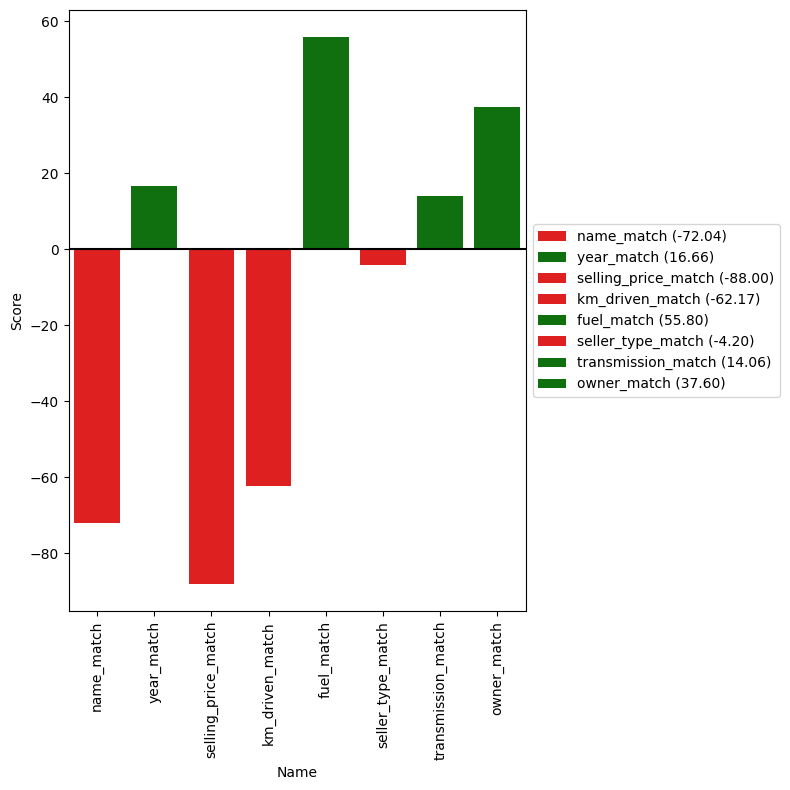 60
40
20
0
−20
−40
−60
−80
Score
name_match
year_match
selling_price_match
km_driven_match
fuel_match
seller_type_match
transmission_match
owner_match
Name
name_match (-72.04)
year_match (16.66)
selling_price_match (-88.00)
km_driven_match (-62.17)
fuel_match (55.80)
seller_type_match (-4.20)
transmission_match (14.06)
owner_match (37.60)